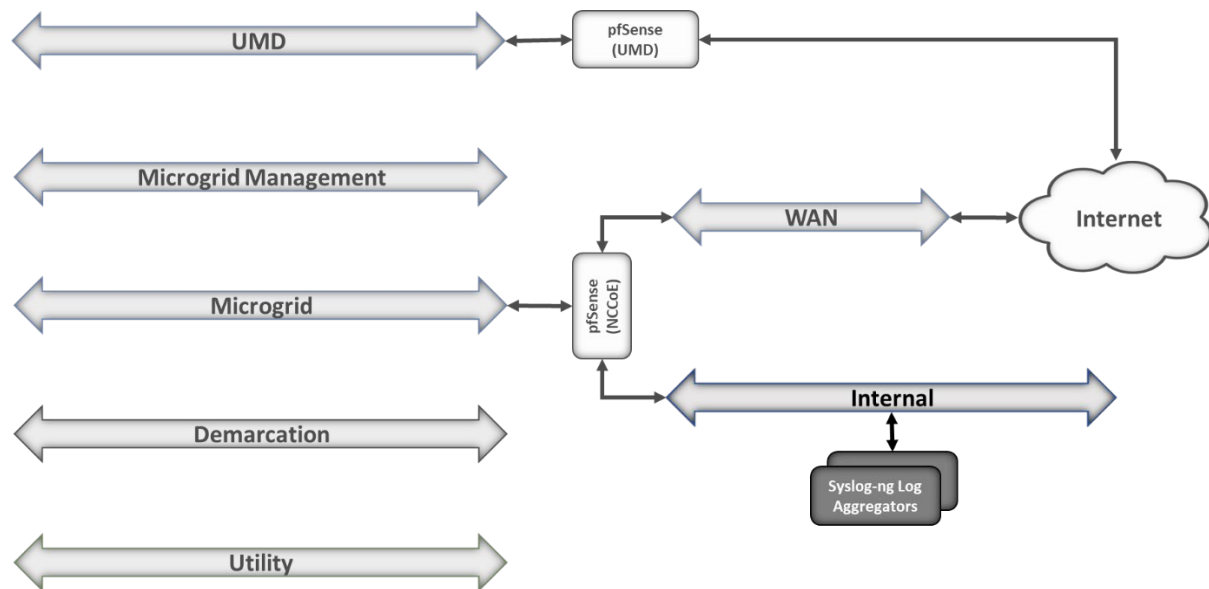 UMD
pfSense
(UMD)
Microgrid Management
WAN
Internet
Microgrid
pfSense
(NCCoE)
Internal
Demarcation
Syslog-ng Log
Aggregators
Utility